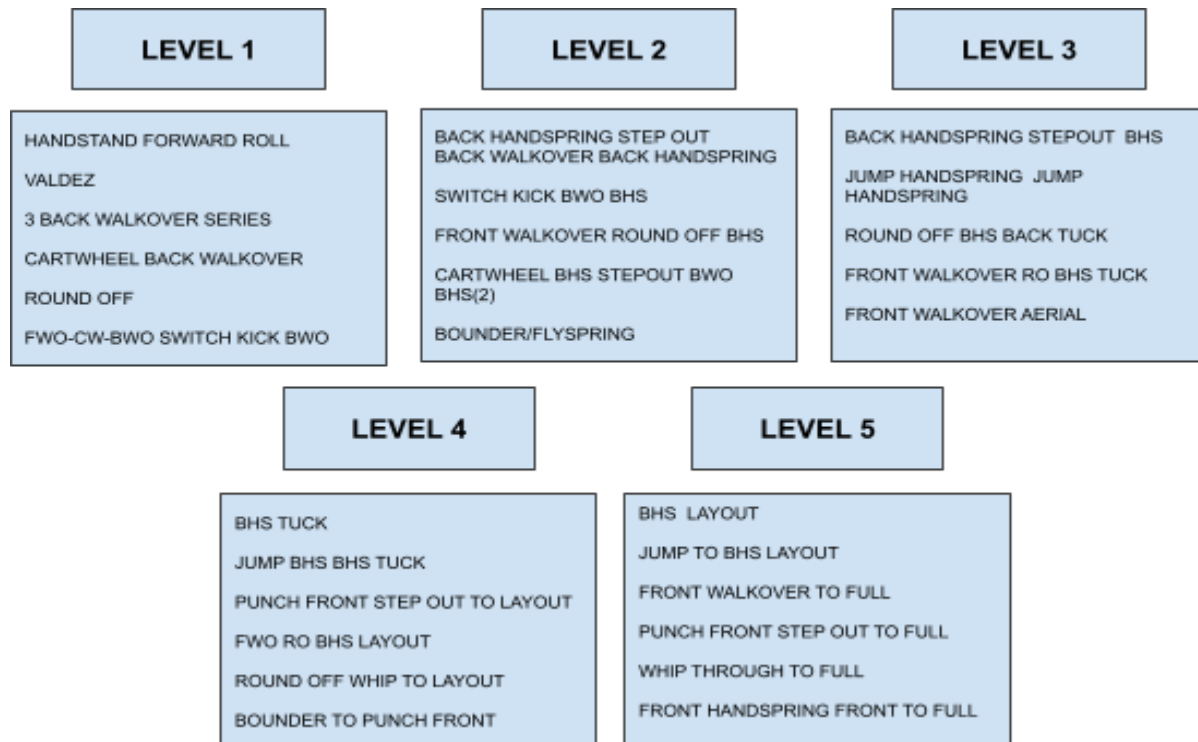 LEVEL 1
HANDSTAND FORWARD ROLL
VALDEZ
3 BACK WALKOVER SERIES
CARTWHEEL BACK WALKOVER
ROUND OFF
FWO-CW-BWO SWITCH KICK BWO
LEVEL 2
BACK HANDSPRING STEP OUT
BACK WALKOVER BACK HANDSPRING
SWITCH KICK BWO BHS
FRONT WALKOVER ROUND OFF BHS
CARTWHEEL BHS STEPOUT BWO
BHS(2)
BOUNDER/FLYSPRING
LEVEL 3
BACK HANDSPRING STEPOUT BHS
JUMP HANDSPRING JUMP
HANDSPRING
ROUND OFF BHS BACK TUCK
FRONT WALKOVER RO BHS TUCK
FRONT WALKOVER AERIAL
LEVEL 4
BHS TUCK
JUMP BHS BHS TUCK
PUNCH FRONT STEP OUT TO LAYOUT
FWO RO BHS LAYOUT
ROUND OFF WHIP TO LAYOUT
BOUNDER TO PUNCH FRONT
LEVEL 5
BHS LAYOUT
JUMP TO BHS LAYOUT
FRONT WALKOVER TO FULL
PUNCH FRONT STEP OUT TO FULL
WHIP THROUGH TO FULL
FRONT HANDSPRING FRONT TO FULL